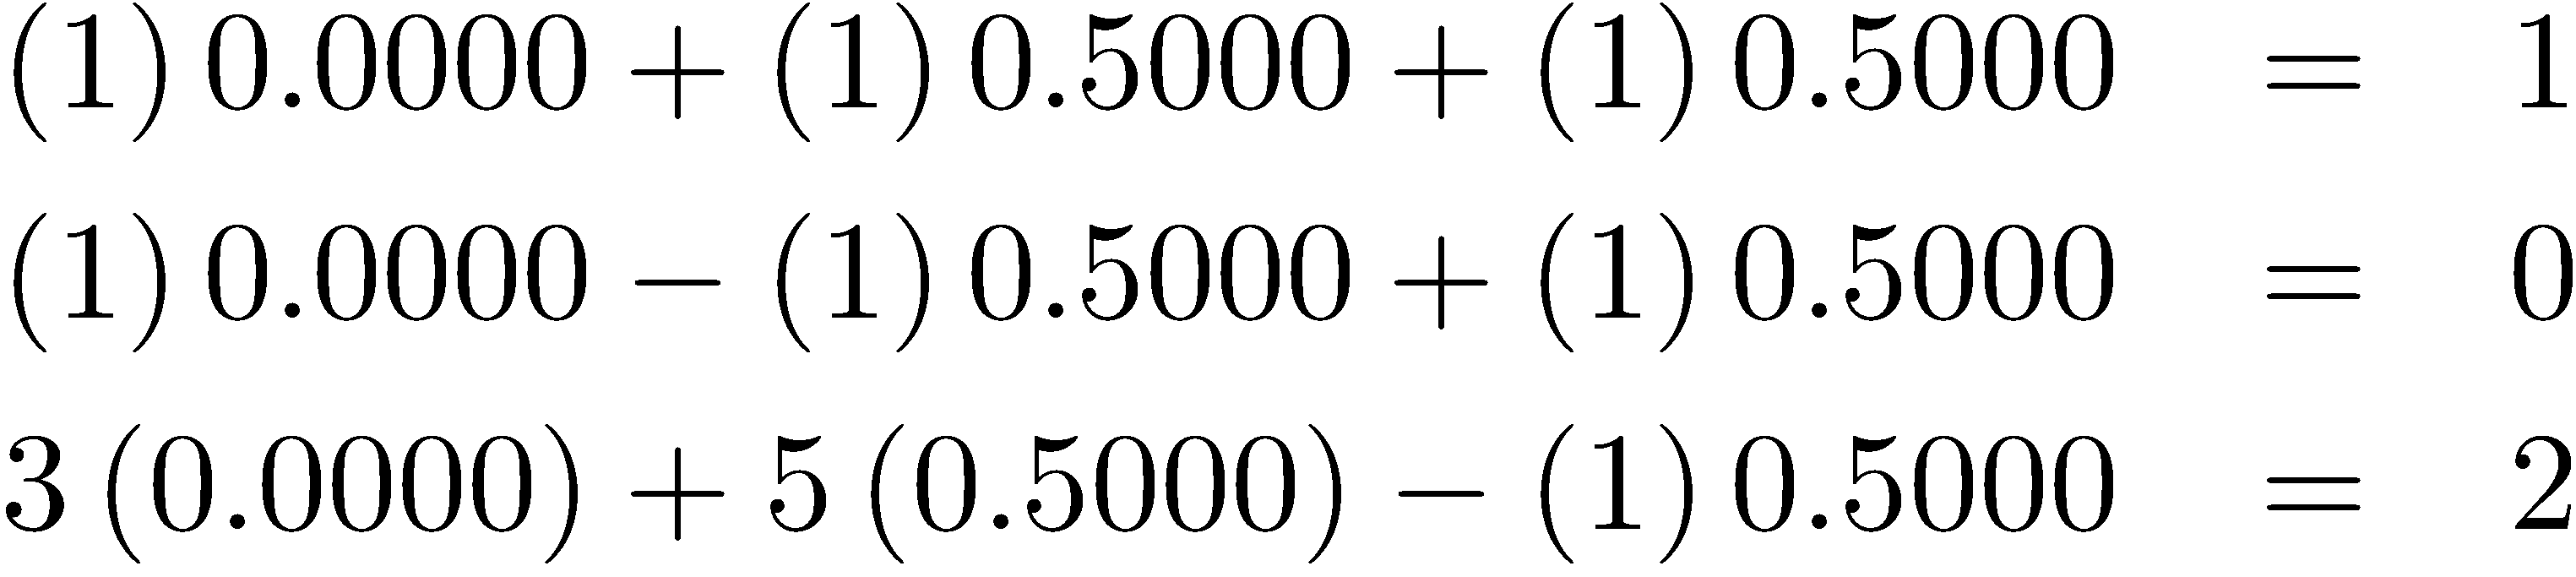 (1) 0.0000 + (1) 0.5000 + (1) 0.5000 = 1
(1) 0.0000 − (1) 0.5000 + (1) 0.5000 = 0
3 (0.0000) + 5 (0.5000) − (1) 0.5000 = 2